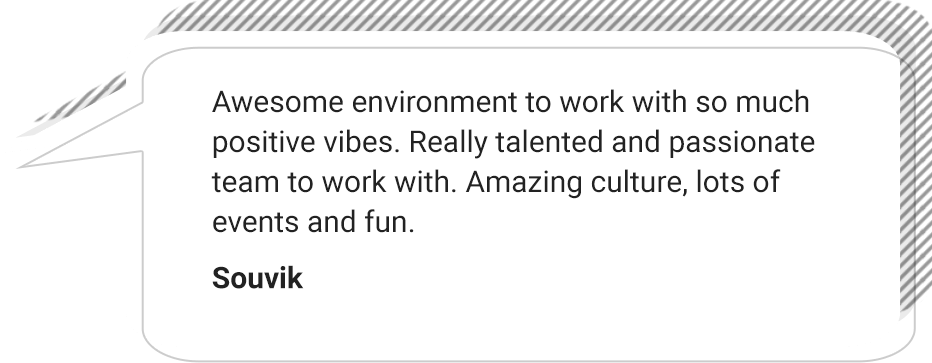 Awesome environment to work with so much
positive vibes. Really talented and passionate
team to work with. Amazing culture, lots of
events and fun.
Souvik